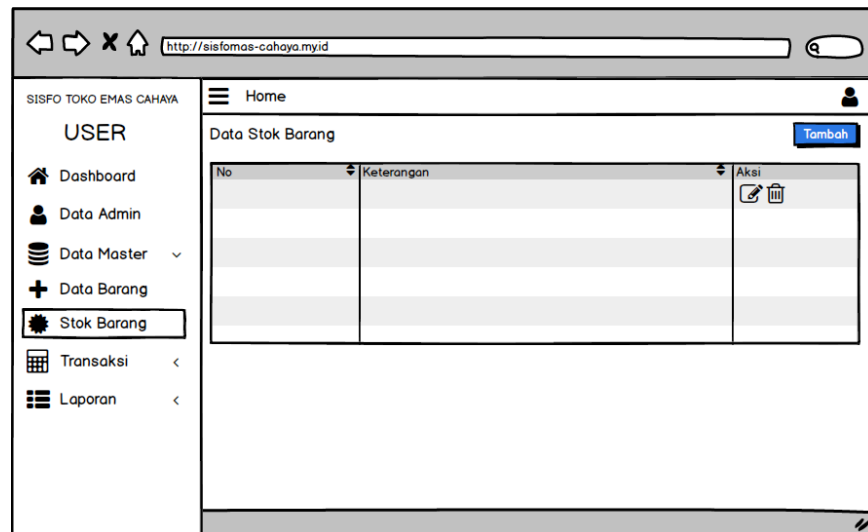 http://sisfomas-cahaya.my.id
SISFO TOKO EMAS CAHAYA
USER
Dashboard
Data Admin
Data Master
Data Barang
Stok Barang
Transaksi
Laporan
Home
Data Stok Barang
Tambah
No Keterangan Aksi